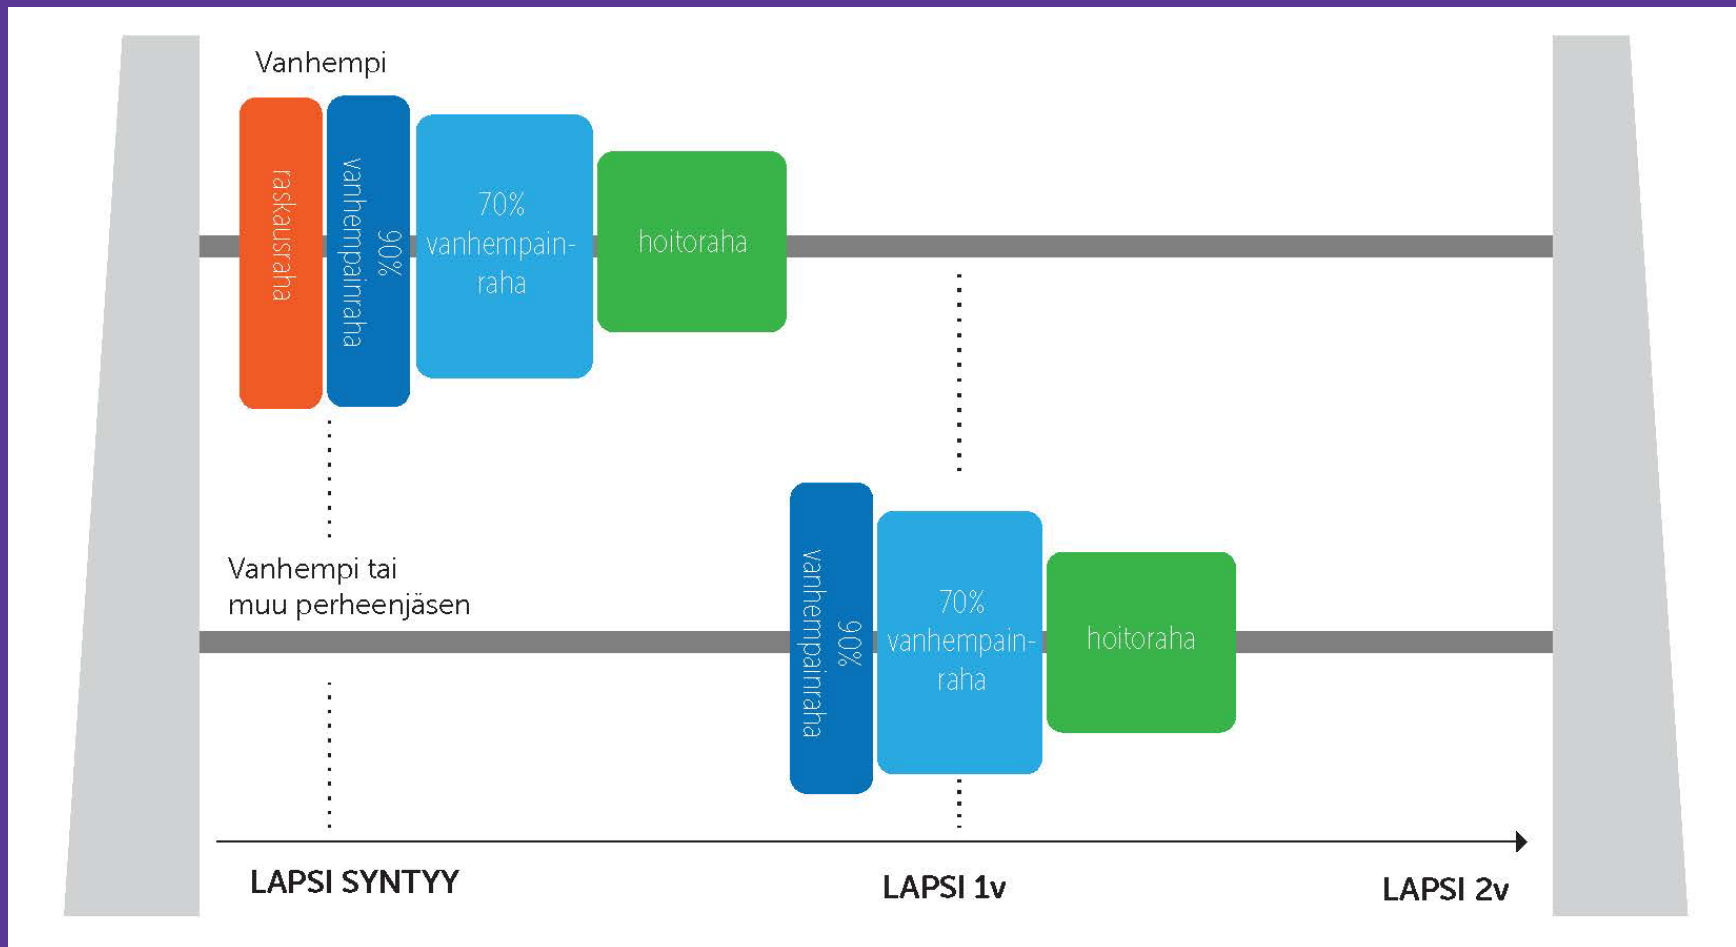 Vanhempi
raskausraha
90%
vanhempainraha
70%
vanhempain-
raha
hoitoraha
Vanhempi tai
muu perheenjäsen
90%
vanhempainraha
70%
vanhempain-
raha
hoitoraha
LAPSI SYNTYY
LAPSI 1v
LAPSI 2v